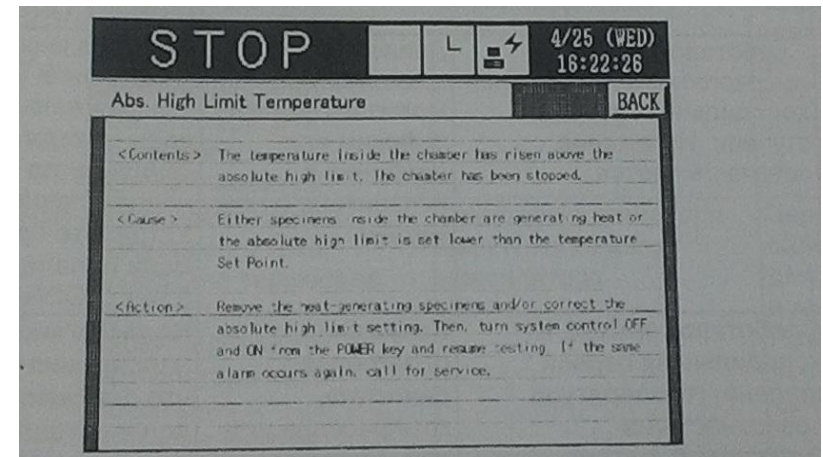 STOP
4/25 (WED)
16:22:26
Abs. High Limit Temperature
BACK
<Contents> The temperature inside the chamber has risen above the
absolute high limit. The chamber has been stopped.
<Cause> Either specimens inside the chamber are generating heat or
the absolute high limit is set lower than the temperature
Set Point.
<Action> Remove the heat-generating specimens and/or correct the
absolute high limit setting. Then, turn system control OFF
and ON from the POWER key and resume testing. If the same
alarm occurs again, call for service.